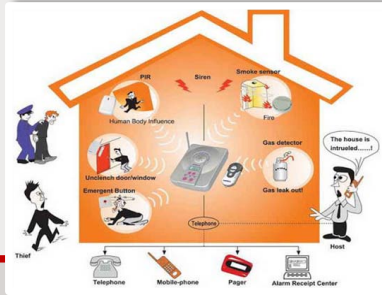 PIR
Siren
Smoke sensor
Human Body Influence
Fire
The house is
intrueled......!
Unclench door/window
Gas detector
Emergent Button
Gas leak out!
Telephone
Thief
Host
Telephone
Mobile-phone
Pager
Alarm Receipt Center